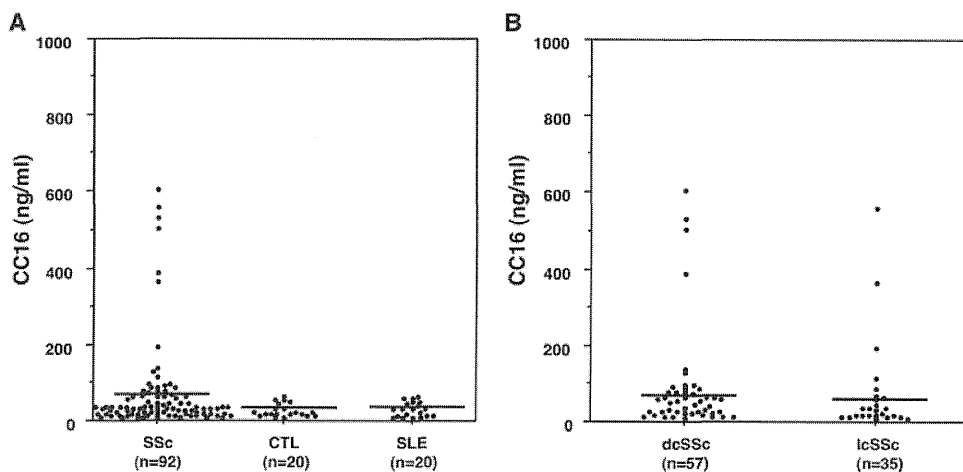 A
1000
800
600
400
200
0
CC16 (ng/ml)
SSc
(n=92)
CTL
(n=20)
SLE
(n=20)
B
1000
800
600
400
200
0
CC16 (ng/ml)
dcSSc
(n=57)
lcSSc
(n=35)